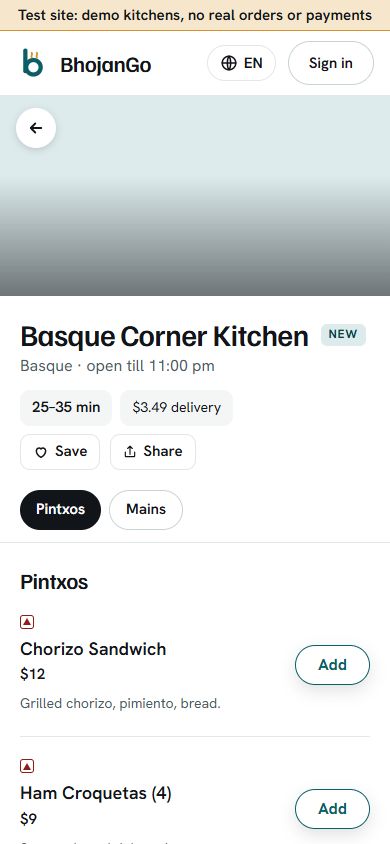 Test site: demo kitchens, no real orders or payments
BhojanGo
EN
Sign in
Basque Corner Kitchen NEW
Basque · open till 11:00 pm
25–35 min
$3.49 delivery
Save
Share
Pintxos
Mains
Pintxos
Chorizo Sandwich
$12
Add
Grilled chorizo, pimiento, bread.
Ham Croquetas (4)
$9
Add